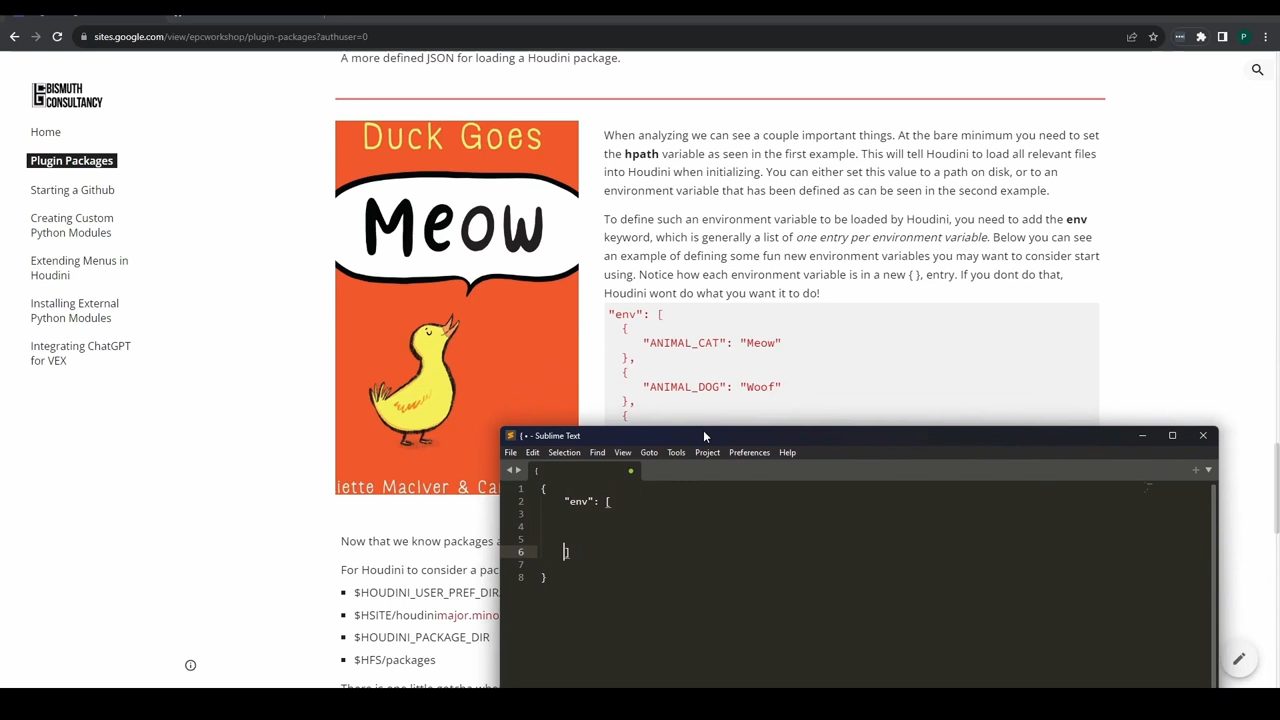 sites.google.com/view/epcworkshop/plugin-packages?authuser=0
P
A more defined JSON for loading a Houdini package.
BISMUTH
CONSULTANCY
Home
Plugin Packages
Starting a Github
Creating Custom
Python Modules
Extending Menus in
Houdini
Installing External
Python Modules
Integrating ChatGPT
for VEX
Duck Goes
Meow
When analyzing we can see a couple important things. At the bare minimum you need to set
the hpath variable as seen in the first example. This will tell Houdini to load all relevant files
into Houdini when initializing. You can either set this value to a path on disk, or to an
environment variable that has been defined as can be seen in the second example.
To define such an environment variable to be loaded by Houdini, you need to add the env
keyword, which is generally a list of one entry per environment variable. Below you can see
an example of defining some fun new environment variables you may want to consider start
using. Notice how each environment variable is in a new { }, entry. If you dont do that,
Houdini wont do what you want it to do!
"env": [
{
"ANIMAL_CAT": "Meow"
},
{
"ANIMAL_DOG": "Woof"
},
{
iette MacIver & Ca
Now that we know packages a
For Houdini to consider a pac
$HOUDINI_USER_PREF_DIR
$HSITE/houdinimajor.mino
$HOUDINI_PACKAGE_DIR
$HFS/packages
{ • - Sublime Text
File Edit Selection Find View Goto Tools Project Preferences Help
{
1 {
2 "env": [
3
4
5
6 ]
7
8 }